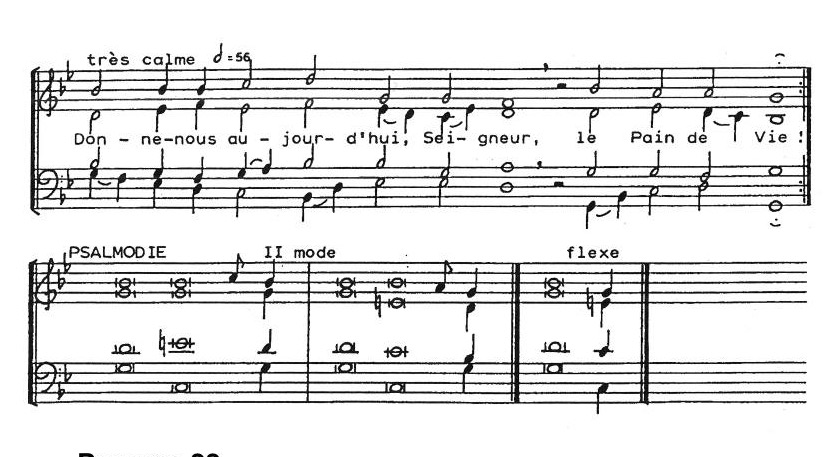 très calme 𝅗𝅥 =56
Don - ne-nous au - jour- d'hui, Sei- gneur, le Pain de Vie !
PSALMODIE II mode flexe